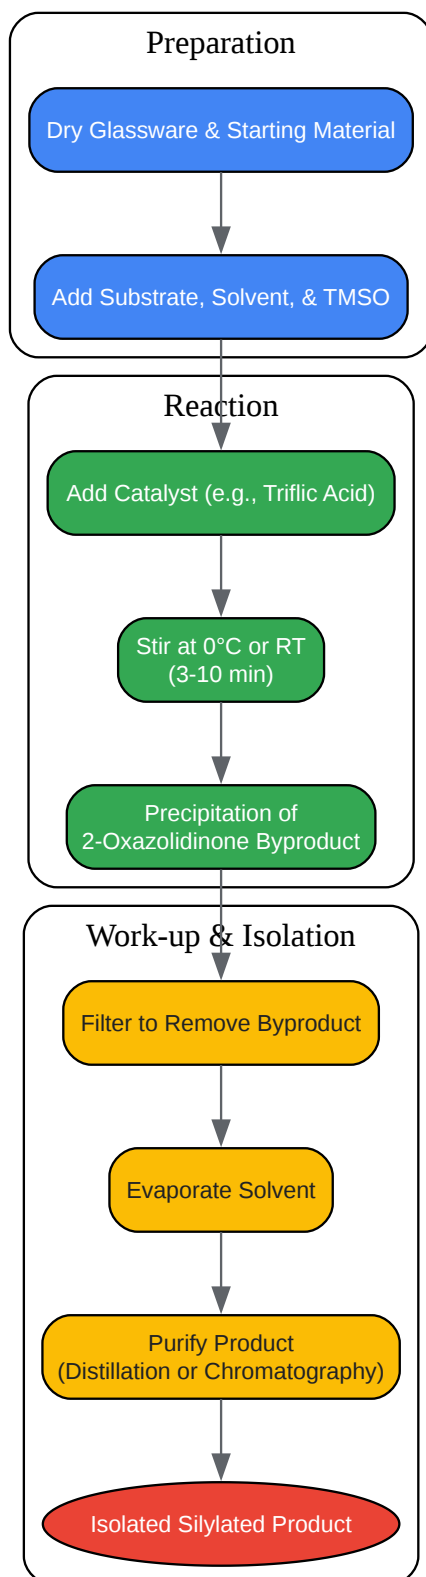 Preparation
Dry Glassware & Starting Material
Add Substrate, Solvent, & TMSO
Reaction
Add Catalyst (e.g., Triflic Acid)
Stir at 0°C or RT
(3-10 min)
Precipitation of
2-Oxazolidinone Byproduct
Work-up & Isolation
Filter to Remove Byproduct
Evaporate Solvent
Purify Product
(Distillation or Chromatography)
Isolated Silylated Product